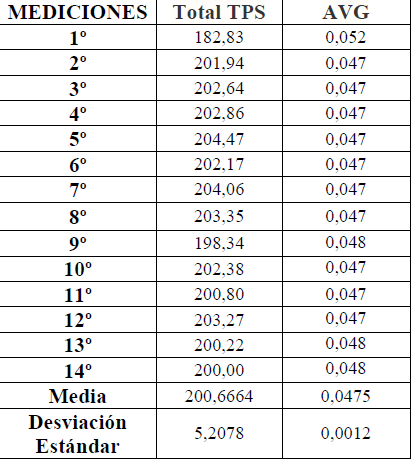 MEDICIONES Total TPS AVG
1º 182,83 0,052
2º 201,94 0,047
3º 202,64 0,047
4º 202,86 0,047
5º 204,47 0,047
6º 202,17 0,047
7º 204,06 0,047
8º 203,35 0,047
9º 198,34 0,048
10º 202,38 0,047
11º 200,80 0,047
12º 203,27 0,047
13º 200,22 0,048
14º 200,00 0,048
Media 200,6664 0,0475
Desviación
Estándar 5,2078 0,0012